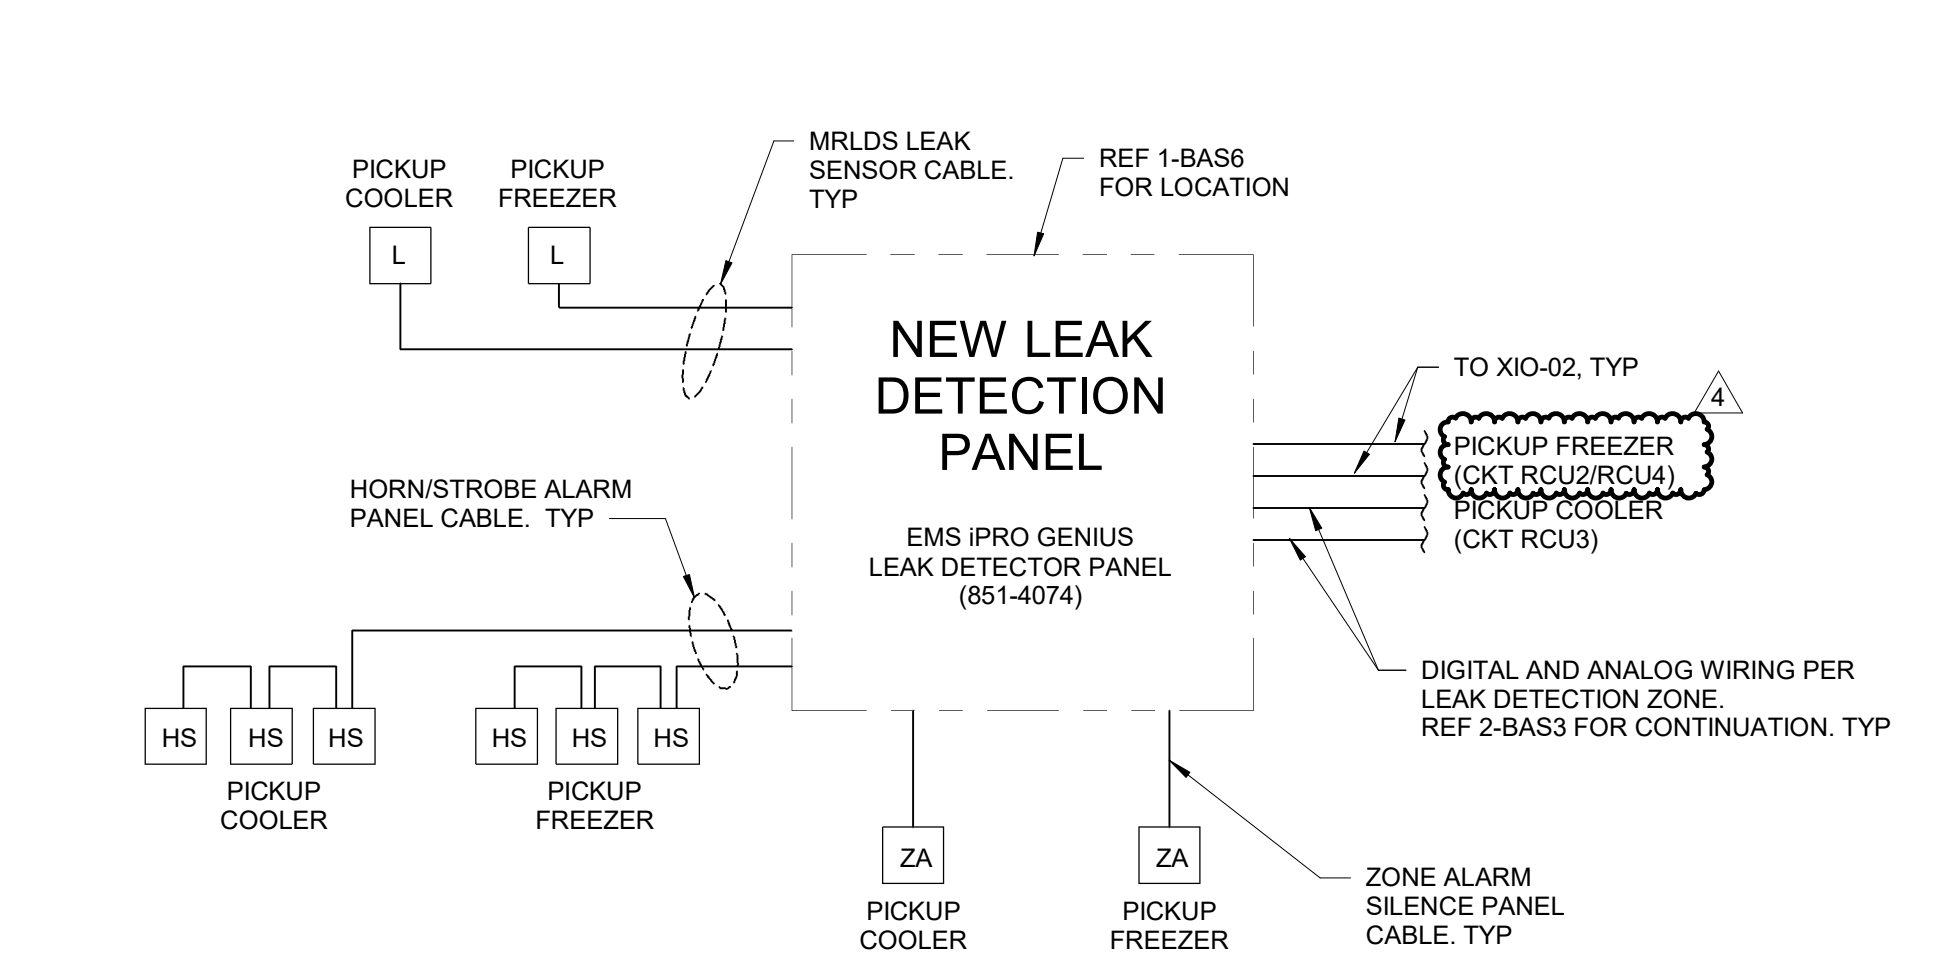 MRLDS LEAK
SENSOR CABLE.
TYP
REF 1-BAS6
FOR LOCATION
PICKUP
COOLER
PICKUP
FREEZER
L
L
NEW LEAK
DETECTION
PANEL
EMS iPRO GENIUS
LEAK DETECTOR PANEL
(851-4074)
TO XIO-02, TYP
4
PICKUP FREEZER
(CKT RCU2/RCU4)
PICKUP COOLER
(CKT RCU3)
HORN/STROBE ALARM
PANEL CABLE. TYP
DIGITAL AND ANALOG WIRING PER
LEAK DETECTION ZONE.
REF 2-BAS3 FOR CONTINUATION. TYP
HS
HS
HS
PICKUP
COOLER
HS
HS
HS
PICKUP
FREEZER
ZA
PICKUP
COOLER
ZA
PICKUP
FREEZER
ZONE ALARM
SILENCE PANEL
CABLE. TYP